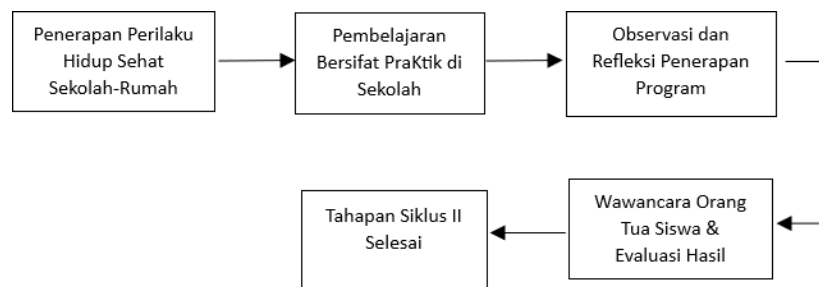 Penerapan Perilaku
Hidup Sehat
Sekolah-Rumah
Pembelajaran
Bersifat PraKtik di
Sekolah
Observasi dan
Refleksi Penerapan
Program
Wawancara Orang
Tua Siswa &
Evaluasi Hasil
Tahapan Siklus II
Selesai